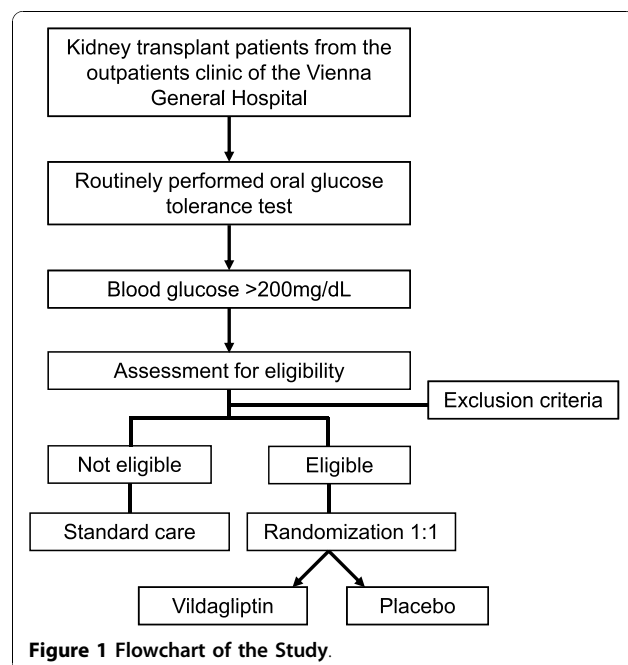 Kidney transplant patients from the
outpatients clinic of the Vienna
General Hospital
Routinely performed oral glucose
tolerance test
Blood glucose >200mg/dL
Assessment for eligibility
Exclusion criteria
Not eligible
Eligible
Standard care
Randomization 1:1
Vildagliptin
Placebo
Figure 1 Flowchart of the Study.